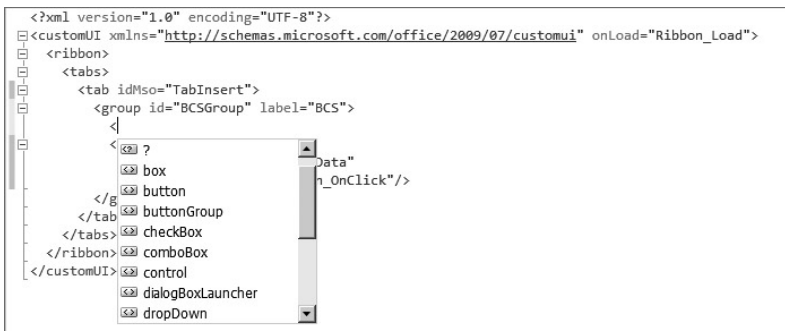 <?xml version="1.0" encoding="UTF-8"?>
<customUI xmlns="http://schemas.microsoft.com/office/2009/07/customui" onLoad="Ribbon_Load">
<ribbon>
<tabs>
<tab idMso="TabInsert">
<group id="BCSGroup" label="BCS">
<
<
? 
box
Data"
button
n_OnClick"/>
buttonGroup
</g
checkBox
</tab
comboBox
</tabs>
control
</ribbon>
dialogBoxLauncher
</customUI>
dropDown